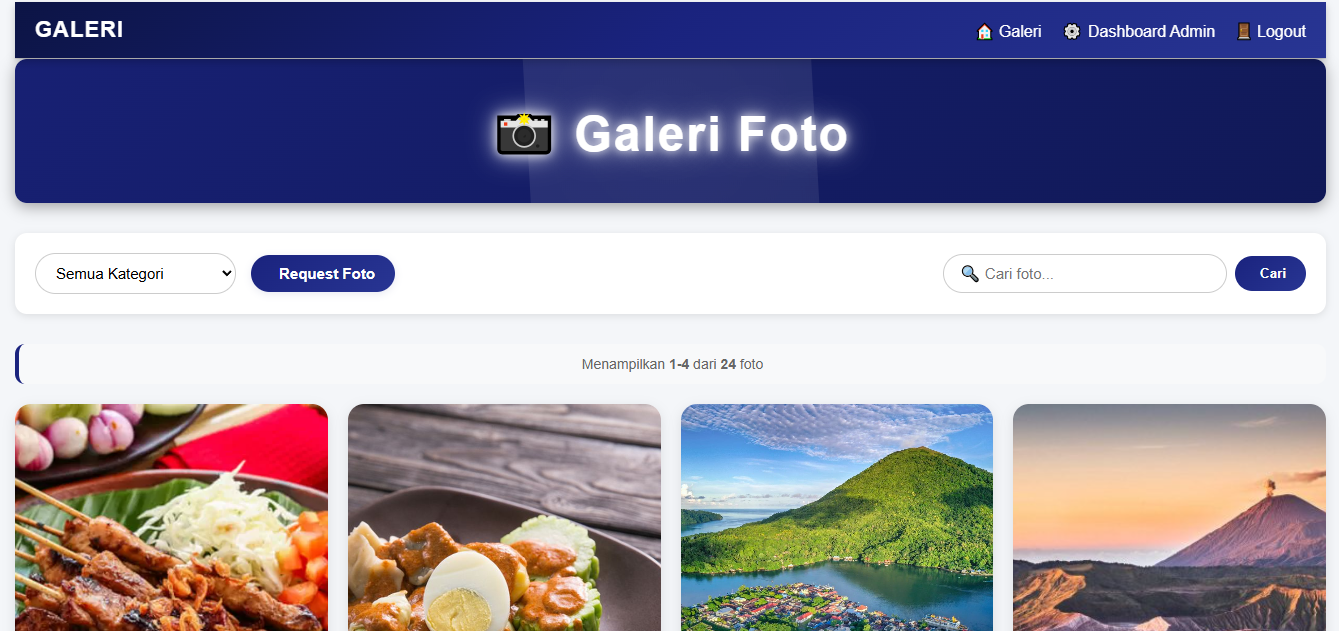 GALERI
Galeri
Dashboard Admin
Logout
Galeri Foto
Semua Kategori
Request Foto
Cari foto...
Cari
Menampilkan 1-4 dari 24 foto